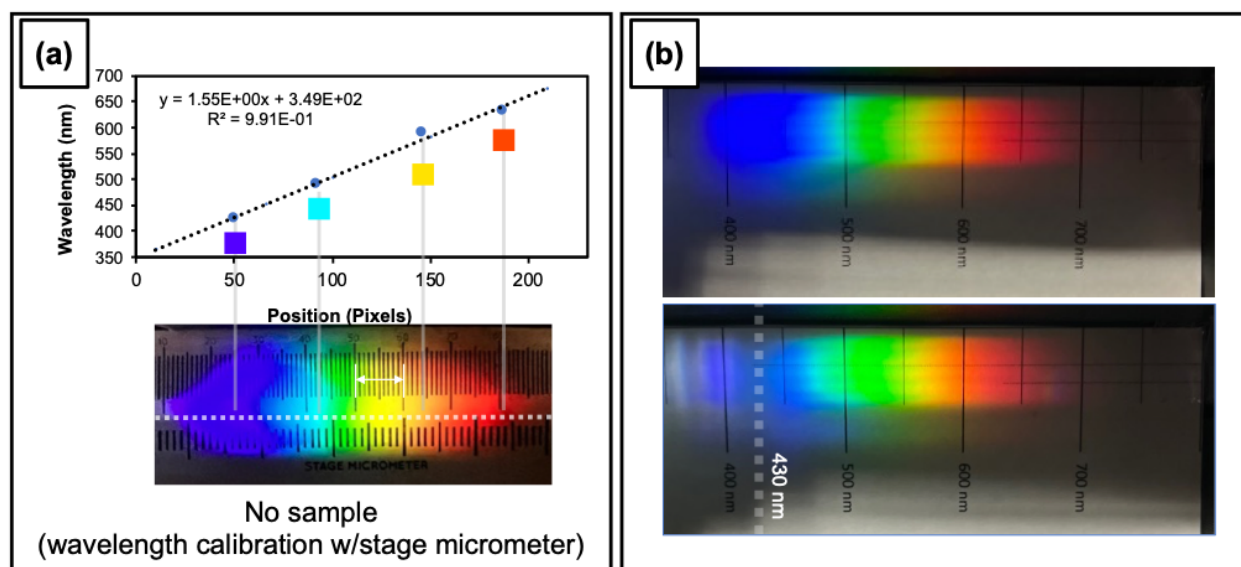 (a)
700
650
600
550
500
450
400
350
Wavelength (nm)
y = 1.55E+00x + 3.49E+02
R² = 9.91E-01
0
50
100
150
200
Position (Pixels)
STAGE MICROMETER
No sample
(wavelength calibration w/stage micrometer)
(b)
400 nm
500 nm
600 nm
700 nm
430 nm
400 nm
500 nm
600 nm
700 nm